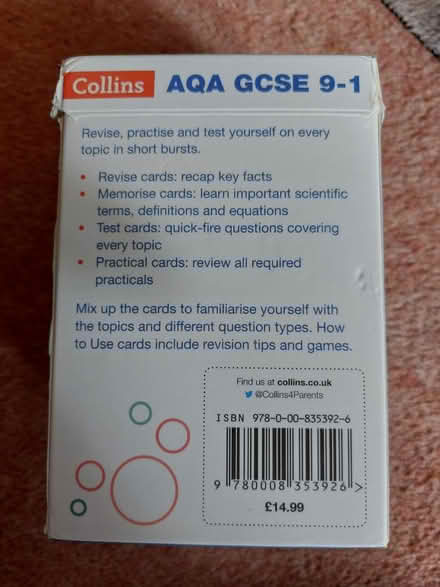 Collins AQA GCSE 9-1
Revise, practise and test yourself on every
topic in short bursts.
• Revise cards: recap key facts
• Memorise cards: learn important scientific
terms, definitions and equations
• Test cards: quick-fire questions covering
every topic
• Practical cards: review all required
practicals
Mix up the cards to familiarise yourself with
the topics and different question types. How
to Use cards include revision tips and games.
Find us at collins.co.uk
@Collins4Parents
ISBN 978-0-00-835392-6
9 780008 353926 >
£14.99